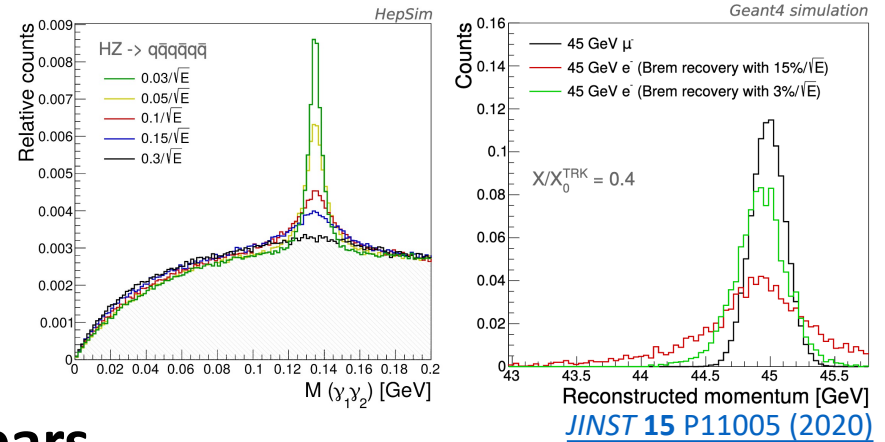 HepSim
Relative counts
0.009
0.008
0.007
0.006
0.005
0.004
0.003
0.002
0.001
0
HZ -> qq̄qq̄qq̄
0.03/√E
0.05/√E
0.1/√E
0.15/√E
0.3/√E
0 0.02 0.04 0.06 0.08 0.1 0.12 0.14 0.16 0.18 0.2
M (γ₁γ₂) [GeV]
Geant4 simulation
Counts
0.16
0.14
0.12
0.1
0.08
0.06
0.04
0.02
0
45 GeV μ⁻
45 GeV e⁻ (Brem recovery with 15%/√E)
45 GeV e⁻ (Brem recovery with 3%/√E)
X/X₀ᵀᴿᴷ = 0.4
43 43.5 44 44.5 45 45.5
Reconstructed momentum [GeV]
JINST 15 P11005 (2020)